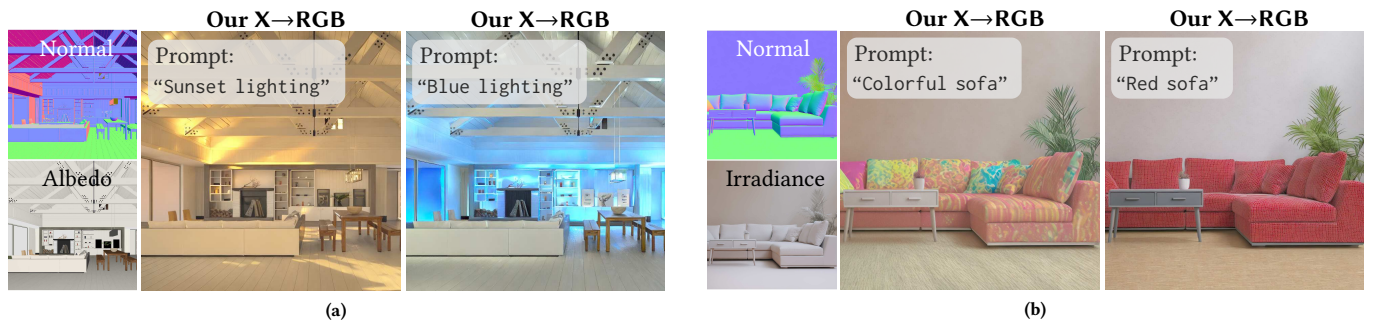 Our X→RGB
Our X→RGB
Normal
Albedo
Prompt:
“Sunset lighting”
Prompt:
“Blue lighting”
(a)
Our X→RGB
Our X→RGB
Normal
Irradiance
Prompt:
“Colorful sofa”
Prompt:
“Red sofa”
(b)